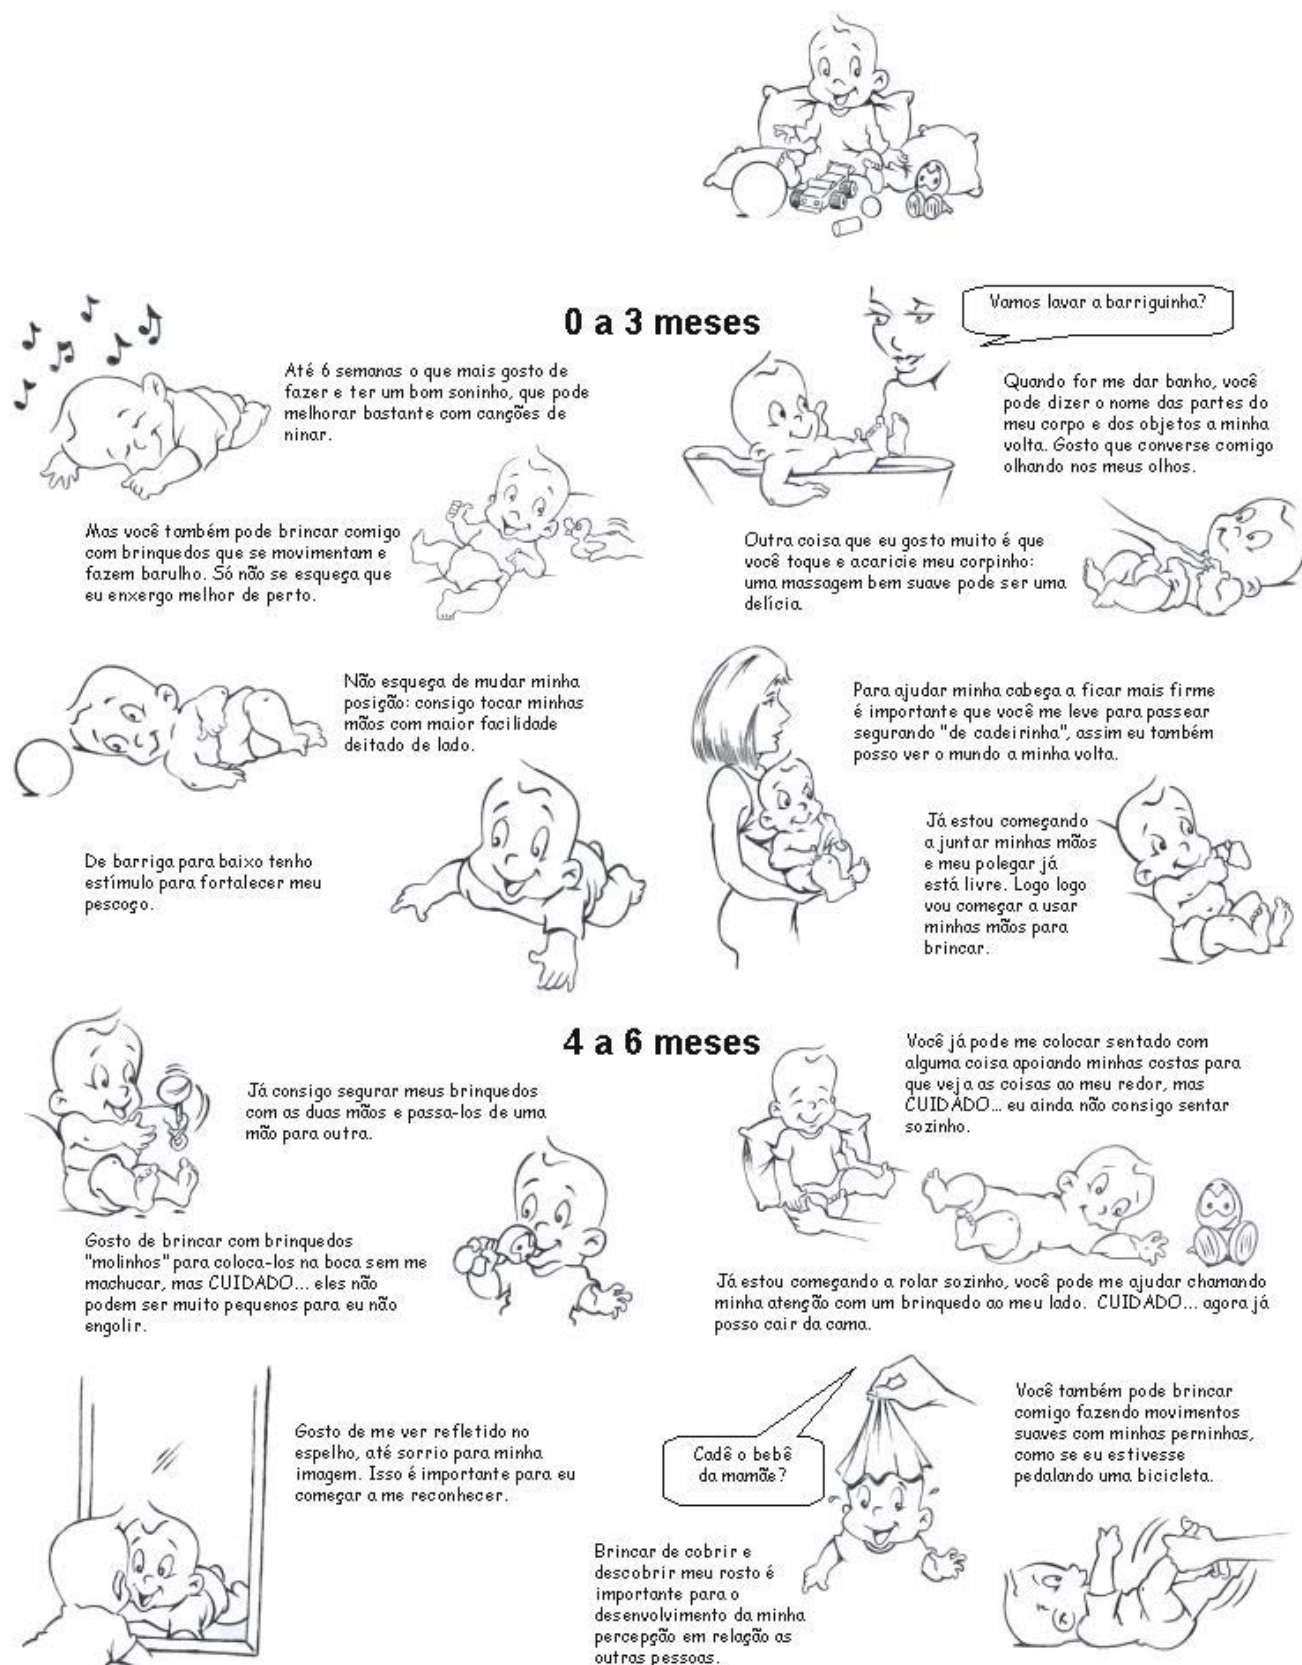 0 a 3 meses
Até 6 semanas o que mais gosto de
fazer e ter um bom soninho, que pode
melhorar bastante com canções de
ninar.
Vamos lavar a barriguinha?
Quando for me dar banho, você
pode dizer o nome das partes do
meu corpo e dos objetos a minha
volta. Gosto que converse comigo
olhando nos meus olhos.
Mas você também pode brincar comigo
com brinquedos que se movimentam e
fazem barulho. Só não se esqueça que
eu enxergo melhor de perto.
Outra coisa que eu gosto muito é que
você toque e acaricie meu corpinho:
uma massagem bem suave pode ser uma
delícia.
Não esqueça de mudar minha
posição: consigo tocar minhas
mãos com maior facilidade
deitado de lado.
Para ajudar minha cabeça a ficar mais firme
é importante que você me leve para passear
segurando "de cadeirinha", assim eu também
posso ver o mundo a minha volta.
De barriga para baixo tenho
estímulo para fortalecer meu
pescoço.
Já estou começando
a juntar minhas mãos
e meu polegar já
está livre. Logo logo
vou começar a usar
minhas mãos para
brincar.
4 a 6 meses
Já consigo segurar meus brinquedos
com as duas mãos e passa-los de uma
mão para outra.
Você já pode me colocar sentado com
alguma coisa apoiando minhas costas para
que veja as coisas ao meu redor, mas
CUIDADO... eu ainda não consigo sentar
sozinho.
Gosto de brincar com brinquedos
"molinhos" para coloca-los na boca sem me
machucar, mas CUIDADO... eles não
podem ser muito pequenos para eu não
engolir.
Já estou começando a rolar sozinho, você pode me ajudar chamando
minha atenção com um brinquedo ao meu lado. CUIDADO... agora já
posso cair da cama.
Gosto de me ver refletido no
espelho, até sorrio para minha
imagem. Isso é importante para eu
começar a me reconhecer.
Cadê o bebê
da mamãe?
Brincar de cobrir e
descobrir meu rosto é
importante para o
desenvolvimento da minha
percepção em relação as
outras pessoas.
Você também pode brincar
comigo fazendo movimentos
suaves com minhas perninhas,
como se eu estivesse
pedalando uma bicicleta.